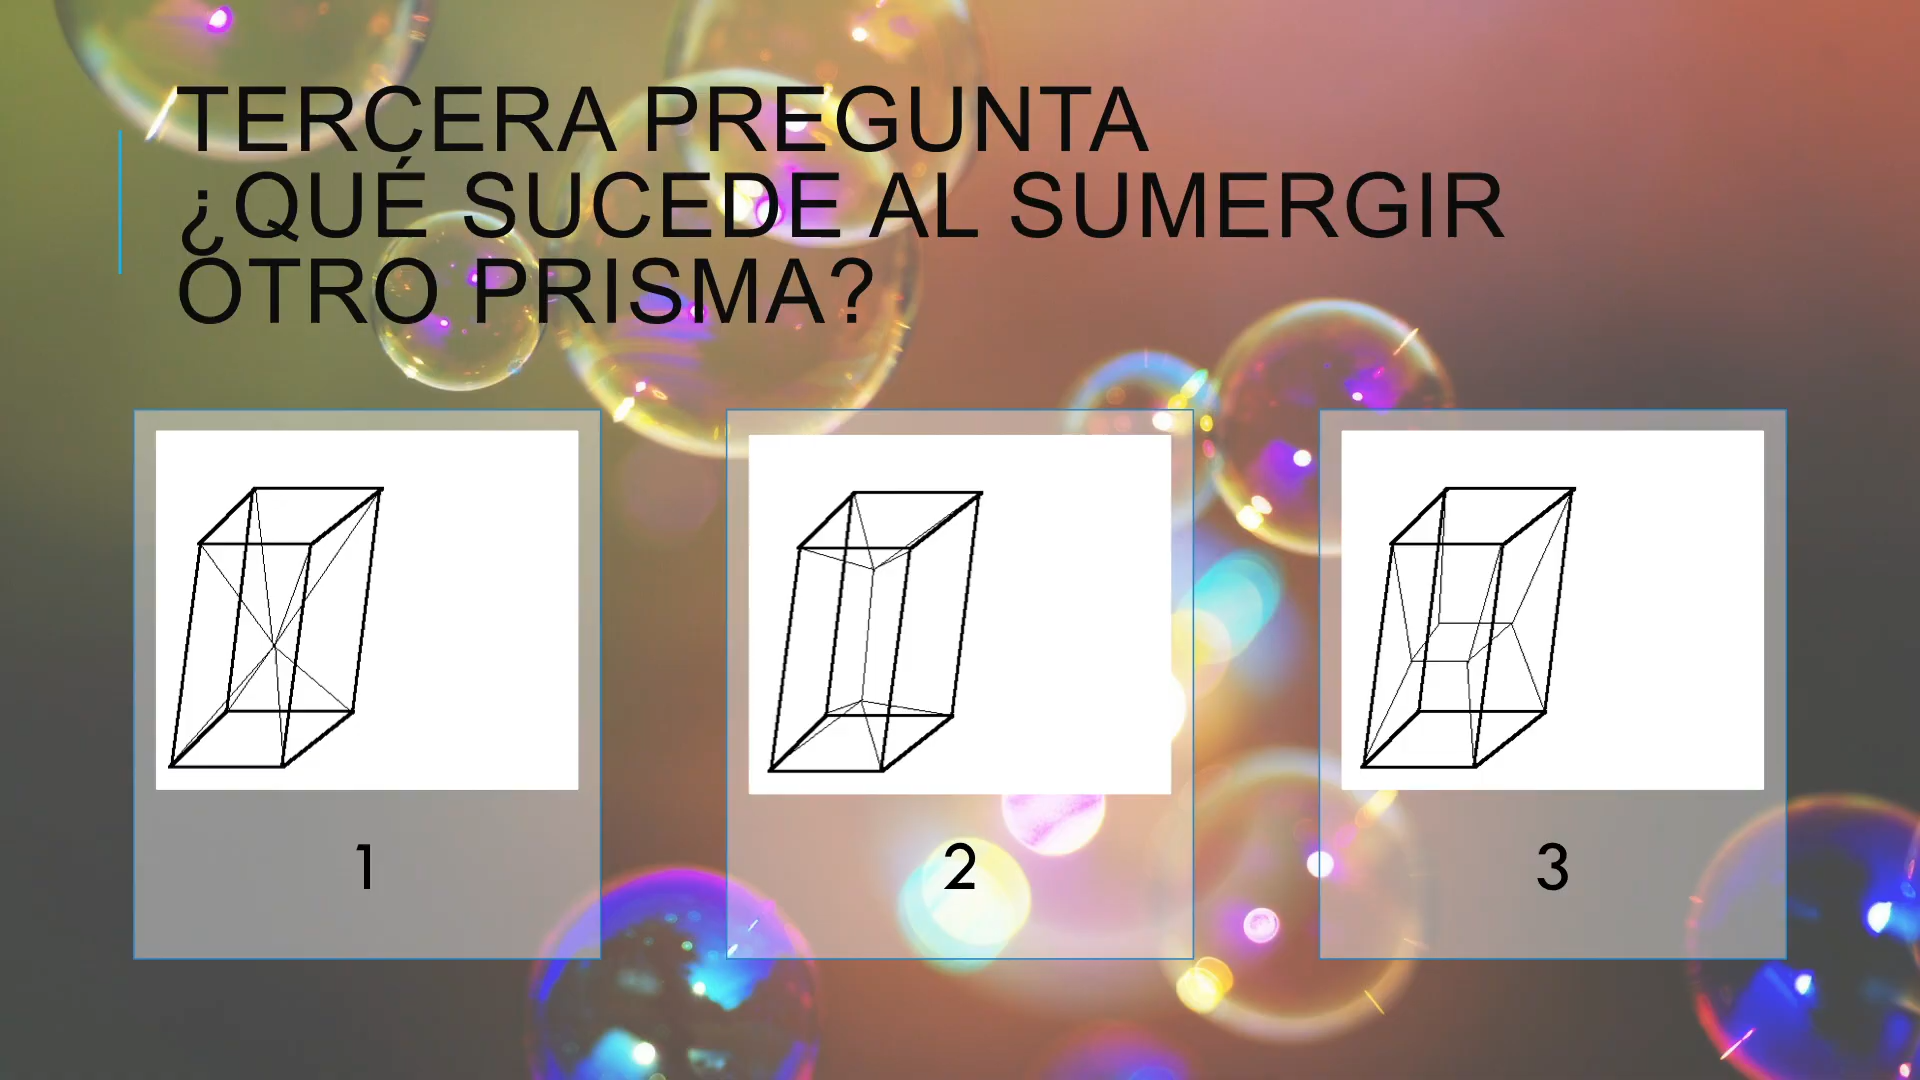 TERCERA PREGUNTA
¿QUÉ SUCEDE AL SUMERGIR
OTRO PRISMA?
1
2
3